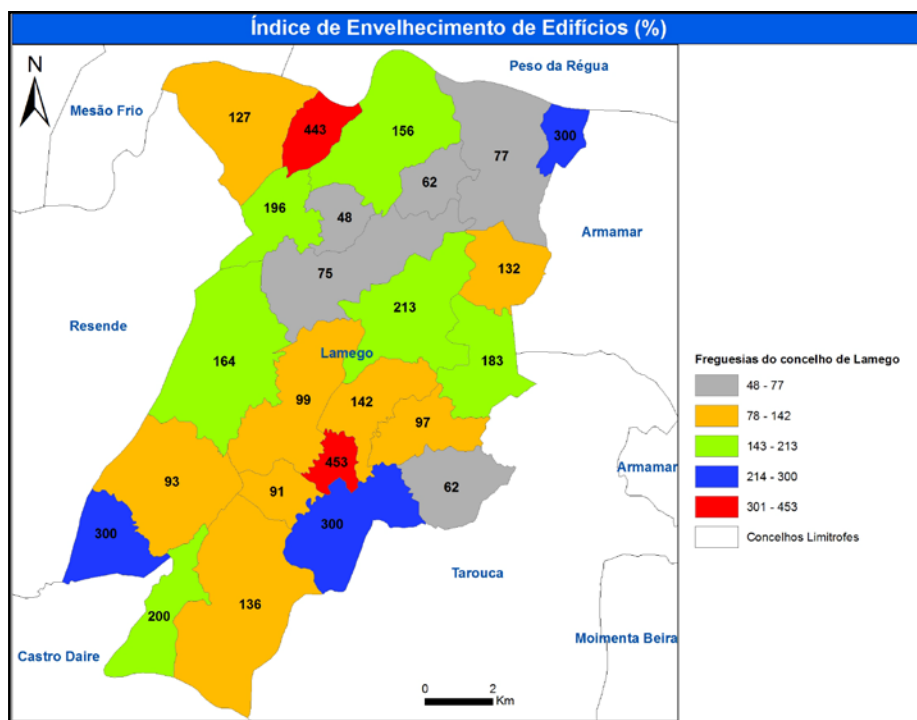 Índice de Envelhecimento de Edifícios (%)
N
Peso da Régua
Mesão Frio
127
443
156
300
77
62
196
48
Armamar
132
75
213
Resende
164
Lamego
183
99
142
97
453
93
91
62
300
300
Tarouca
136
200
Castro Daire
Moimenta Beira
Armamar
0 2
Km
Freguesias do concelho de Lamego
48 - 77
78 - 142
143 - 213
214 - 300
301 - 453
Concelhos Limitrofes